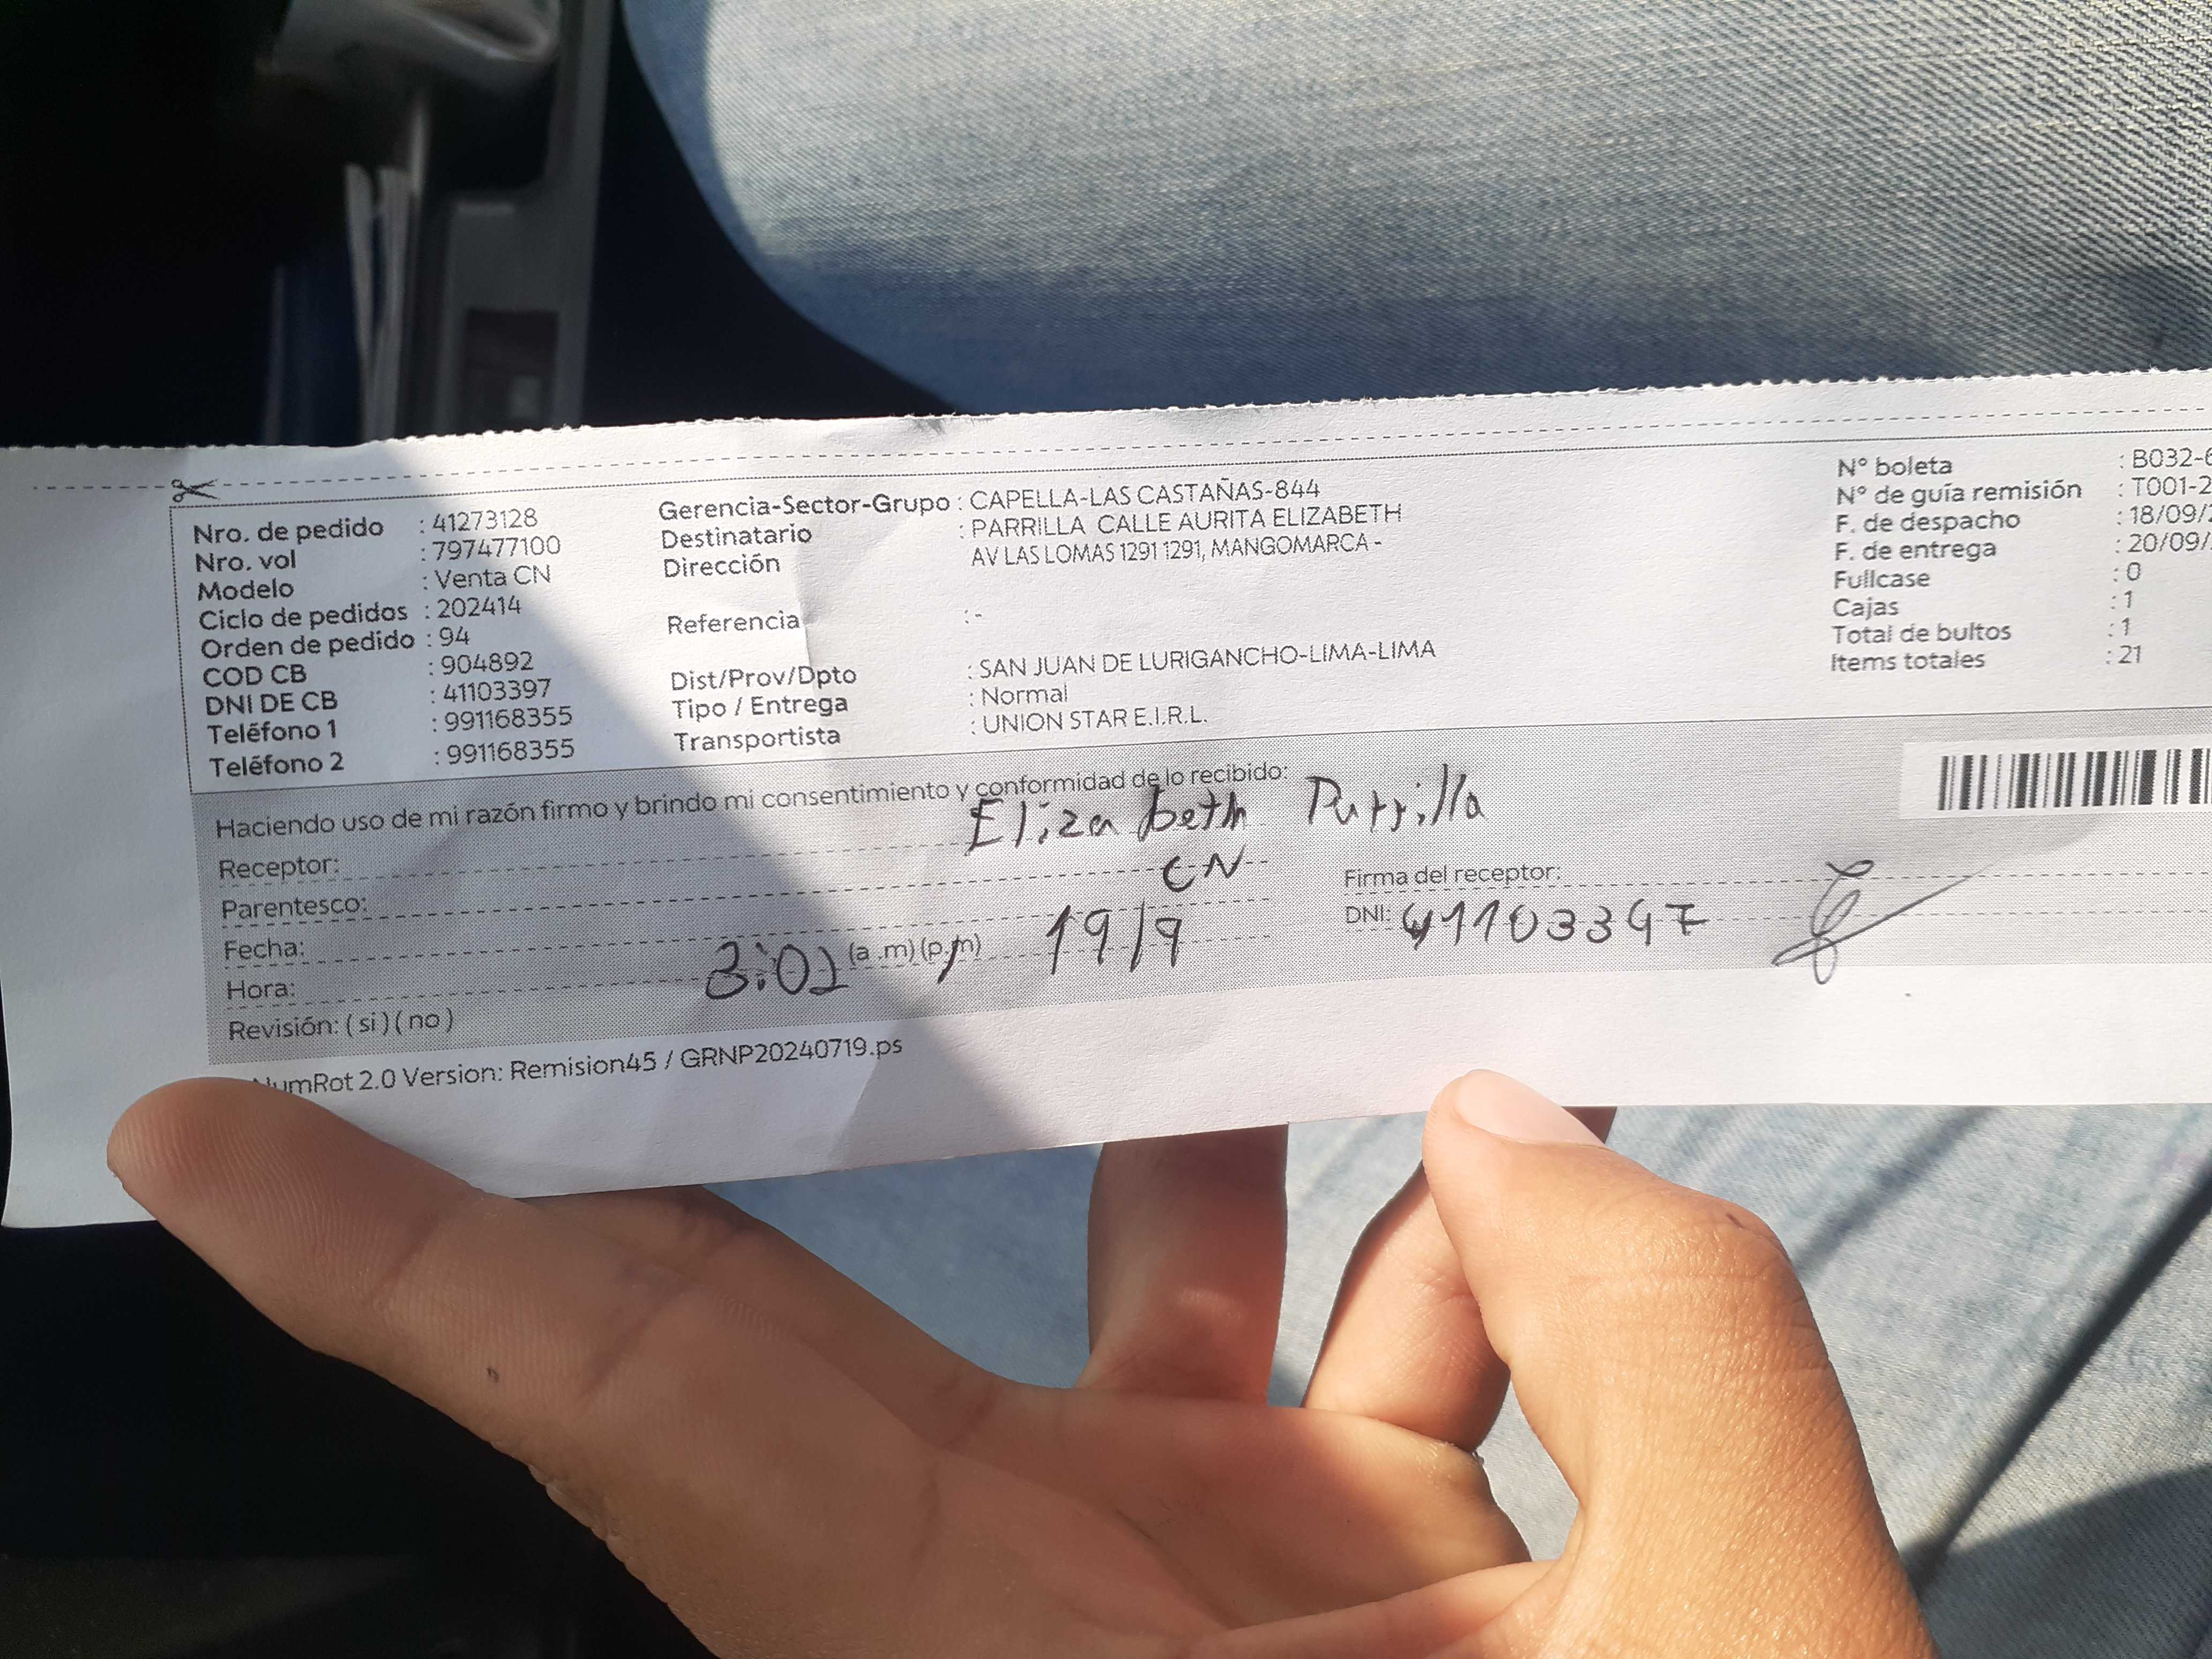 Nro. de pedido : 41273128
Nro. vol : 797477100
Modelo : Venta CN
Ciclo de pedidos : 202414
Orden de pedido : 94
COD CB : 904892
DNI DE CB : 41103397
Teléfono 1 : 991168355
Teléfono 2 : 991168355
Gerencia-Sector-Grupo : CAPELLA-LAS CASTAÑAS-844
Destinatario : PARRILLA CALLE AURITA ELIZABETH
Dirección AV LAS LOMAS 1291 1291, MANGOMARCA -
Referencia : -
Dist/Prov/Dpto : SAN JUAN DE LURIGANCHO-LIMA-LIMA
Tipo / Entrega : Normal
Transportista : UNION STAR E.I.R.L.
N° boleta : B032-6
N° de guía remisión : T001-2
F. de despacho : 18/09/
F. de entrega : 20/09/
Fullcase : 0
Cajas : 1
Total de bultos : 1
Items totales : 21
Haciendo uso de mi razón firmo y brindo mi consentimiento y conformidad de lo recibido:
Receptor: Elizabeth Parrilla
Parentesco: CN
Fecha: 19/9
Hora: 3:01 (a.m) (p.m)
Revisión: (si) (no)
Firma del receptor:
DNI: 41103397
NumRot 2.0 Version: Remision45 / GRNP20240719.ps